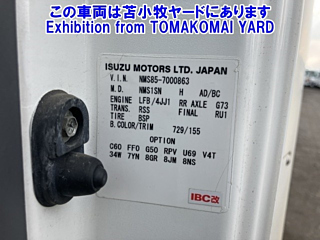 この車両は苫小牧ヤードにあります
Exhibition from TOMAKOMAI YARD
ISUZU MOTORS LTD. JAPAN
V.I.N. NMS85-7000863
M.D. NMS1SN H AD/BC
ENGINE LFB/4JJ1 RR AXLE G73
TRANS. RSS FINAL RU1
TIRE BSP
B.COLOR/TRIM 729/155
OPTION
C60 FF0 G50 RPV U69 V4T
34W 7YN 8GR 8JM 8NS
IBC改